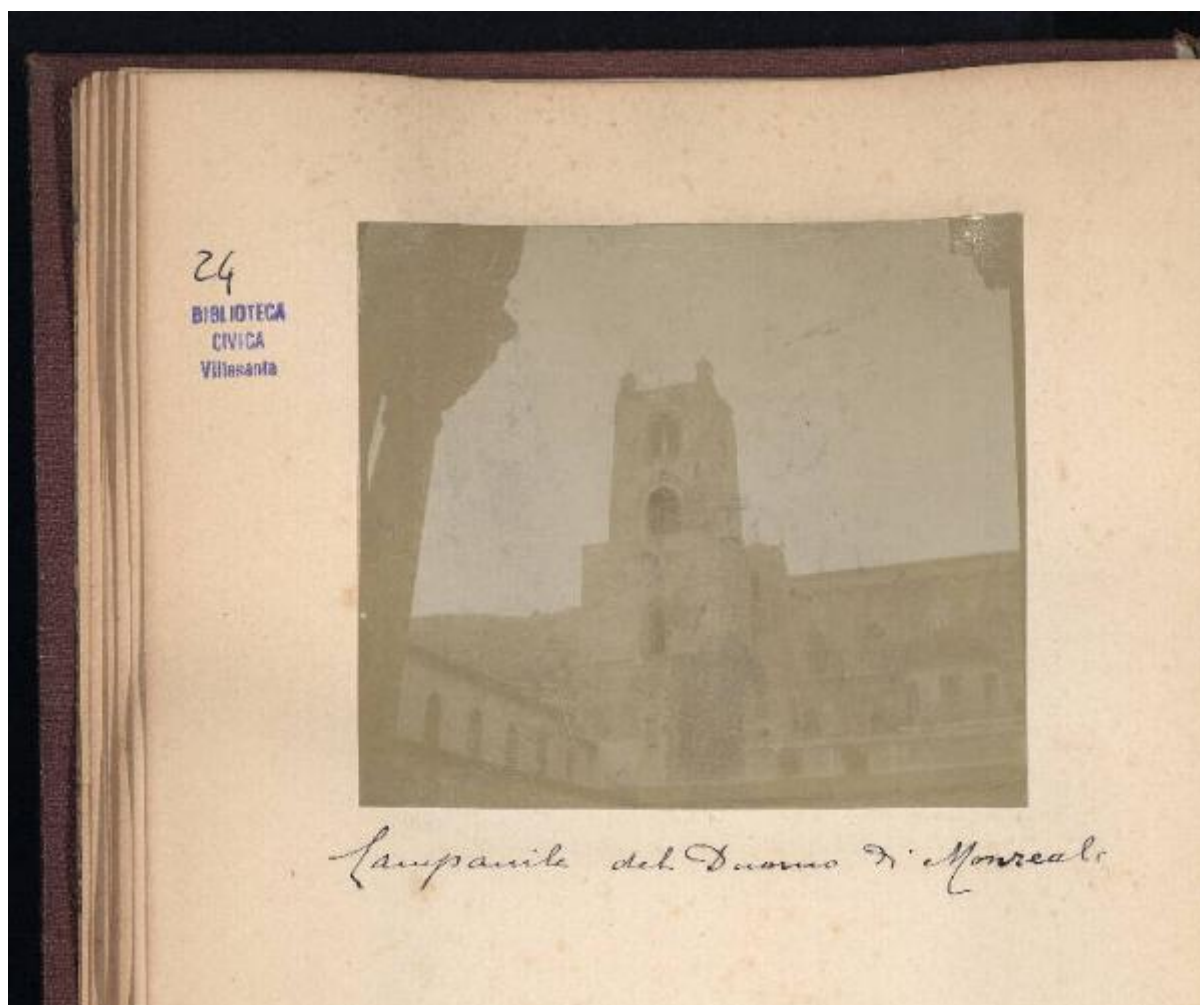 24
BIBLIOTECA
CIVICA
Villasanta
Campanile del Duomo di Monreale